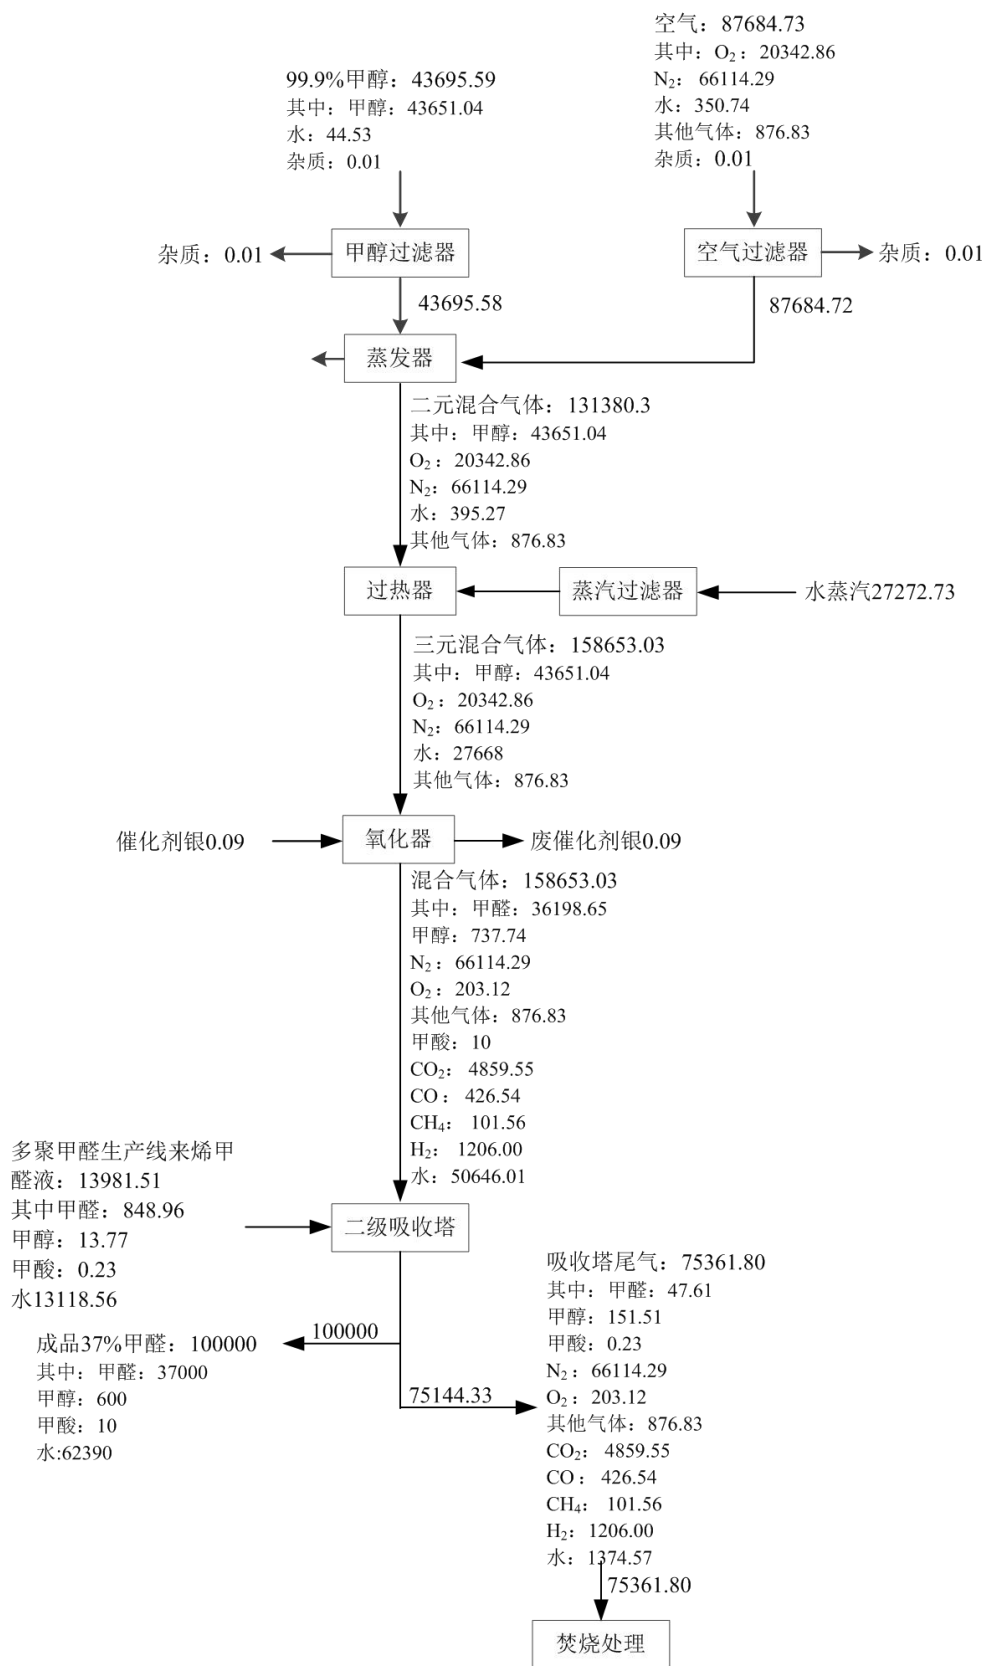 99.9%甲醇：43695.59
其中：甲醇：43651.04
水：44.53
杂质：0.01
空气：87684.73
其中：O₂：20342.86
N₂：66114.29
水：350.74
其他气体：876.83
杂质：0.01
杂质：0.01
甲醇过滤器
空气过滤器
杂质：0.01
43695.58
87684.72
蒸发器
二元混合气体：131380.3
其中：甲醇：43651.04
O₂：20342.86
N₂：66114.29
水：395.27
其他气体：876.83
过热器
蒸汽过滤器
水蒸汽27272.73
三元混合气体：158653.03
其中：甲醇：43651.04
O₂：20342.86
N₂：66114.29
水：27668
其他气体：876.83
催化剂银0.09
氧化器
废催化剂银0.09
混合气体：158653.03
其中：甲醛：36198.65
甲醇：737.74
N₂：66114.29
O₂：203.12
其他气体：876.83
甲酸：10
CO₂：4859.55
CO：426.54
CH₄：101.56
H₂：1206.00
水：50646.01
多聚甲醛生产线来烯甲
醛液：13981.51
其中甲醛：848.96
甲醇：13.77
甲酸：0.23
水13118.56
二级吸收塔
100000
成品37%甲醛：100000
其中：甲醛：37000
甲醇：600
甲酸：10
水:62390
75144.33
吸收塔尾气：75361.80
其中：甲醛：47.61
甲醇：151.51
甲酸：0.23
N₂：66114.29
O₂：203.12
其他气体：876.83
CO₂：4859.55
CO：426.54
CH₄：101.56
H₂：1206.00
水：1374.57
75361.80
焚烧处理